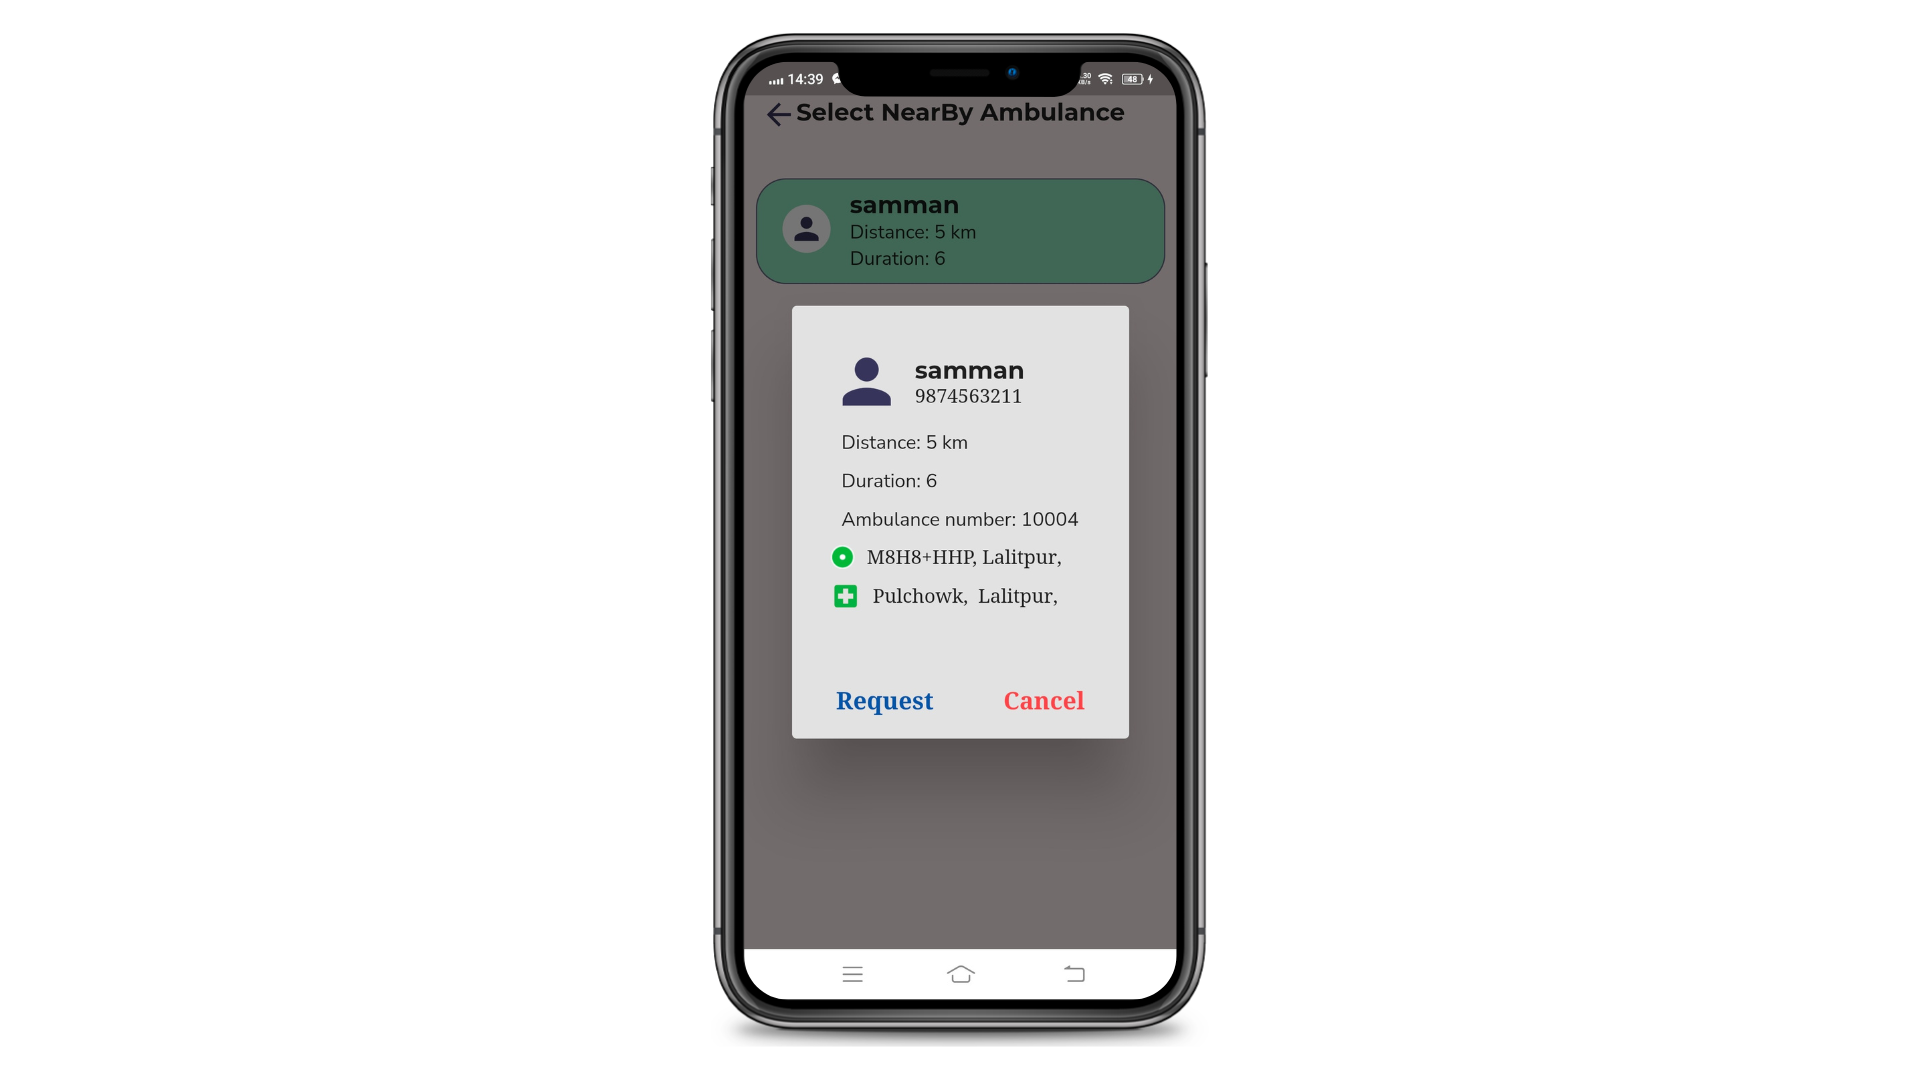 14:39
48
Select NearBy Ambulance
samman
Distance: 5 km
Duration: 6
samman
9874563211
Distance: 5 km
Duration: 6
Ambulance number: 10004
M8H8+HHP, Lalitpur,
Pulchowk, Lalitpur,
Request Cancel